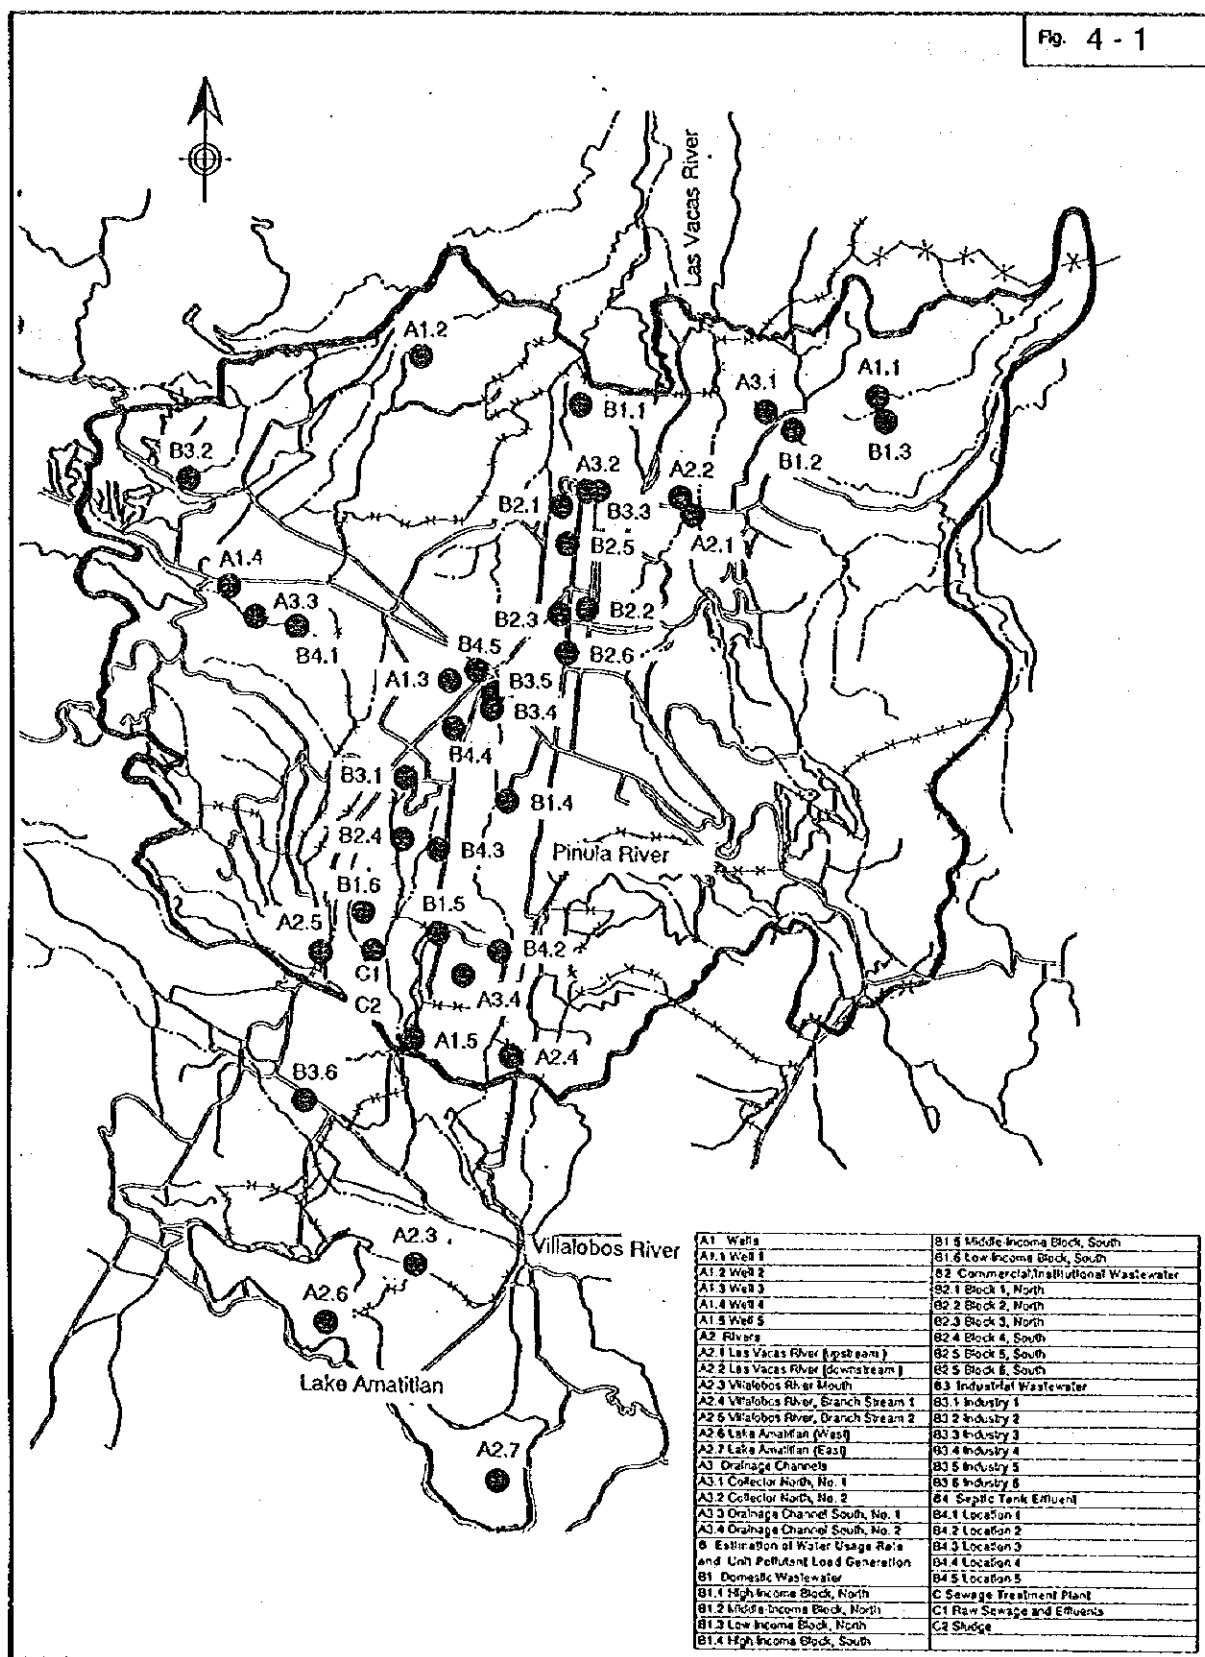 Fig. 4 - 1
Las Vacas River
A1.2
A1.1
A3.1
B1.1
B1.2
B1.3
B3.2
A3.2
A2.2
B2.1
B3.3
A2.1
B2.5
A1.4
A3.3
B2.3
B2.2
B4.1
B4.5
B2.6
A1.3
B3.5
B3.4
B4.4
B3.1
B1.4
B2.4
B4.3
Pinula River
B1.6
B1.5
A2.5
B4.2
C1
A3.4
C2
A1.5
A2.4
B3.6
A2.3
Villalobos River
A2.6
Lake Amatitlan
A2.7
A1 Wells
A1.1 Well 1
A1.2 Well 2
A1.3 Well 3
A1.4 Well 4
A1.5 Well 5
A2 Rivers
A2.1 Las Vacas River (upstream)
A2.2 Las Vacas River (downstream)
A2.3 Villalobos River Mouth
A2.4 Villalobos River, Branch Stream 1
A2.5 Villalobos River, Branch Stream 2
A2.6 Lake Amatitlan (West)
A2.7 Lake Amatitlan (East)
A3 Drainage Channels
A3.1 Collector North, No. 1
A3.2 Collector North, No. 2
A3.3 Drainage Channel South, No. 1
A3.4 Drainage Channel South, No. 2
B Estimation of Water Usage Rate
and Unit Pollutant Load Generation
B1 Domestic Wastewater
B1.1 High-Income Block, North
B1.2 Middle-Income Block, North
B1.3 Low Income Block, North
B1.4 High-Income Block, South
B1.5 Middle-Income Block, South
B1.6 Low-Income Block, South
B2 Commercial/Institutional Wastewater
B2.1 Block 1, North
B2.2 Block 2, North
B2.3 Block 3, North
B2.4 Block 4, South
B2.5 Block 5, South
B2.5 Block 6, South
B3 Industrial Wastewater
B3.1 Industry 1
B3.2 Industry 2
B3.3 Industry 3
B3.4 Industry 4
B3.5 Industry 5
B3.6 Industry 6
B4 Septic Tank Effluent
B4.1 Location 1
B4.2 Location 2
B4.3 Location 3
B4.4 Location 4
B4.5 Location 5
C Sewage Treatment Plant
C1 Raw Sewage and Effluents
C2 Sludge